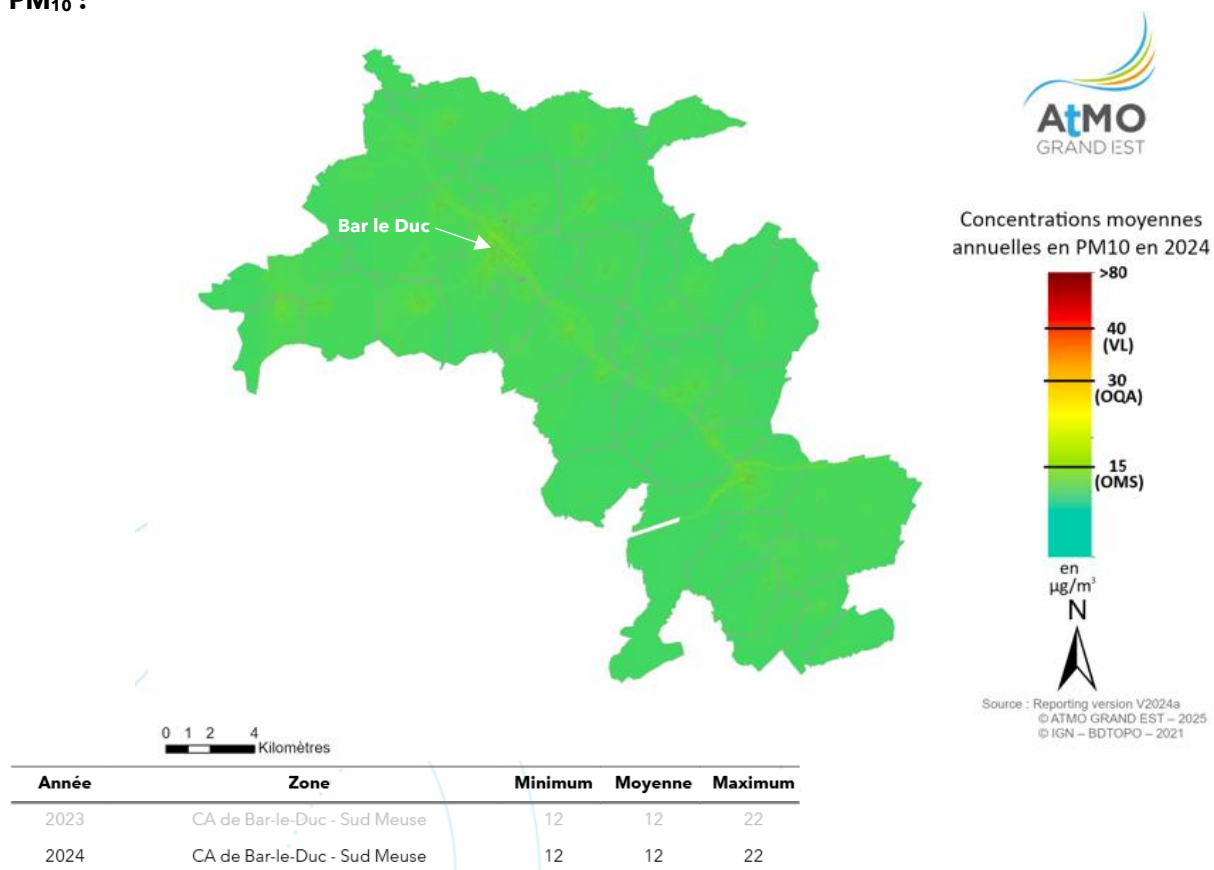 PM₁₀ :
AtMO
GRAND EST
Bar le Duc
Concentrations moyennes
annuelles en PM10 en 2024
>80
40
(VL)
30
(OQA)
15
(OMS)
en
µg/m³
N
Source : Reporting version V2024a
© ATMO GRAND EST – 2025
© IGN – BDTOPO – 2021
0 1 2 4
Kilomètres
Année Zone Minimum Moyenne Maximum
2023 CA de Bar-le-Duc - Sud Meuse 12 12 22
2024 CA de Bar-le-Duc - Sud Meuse 12 12 22